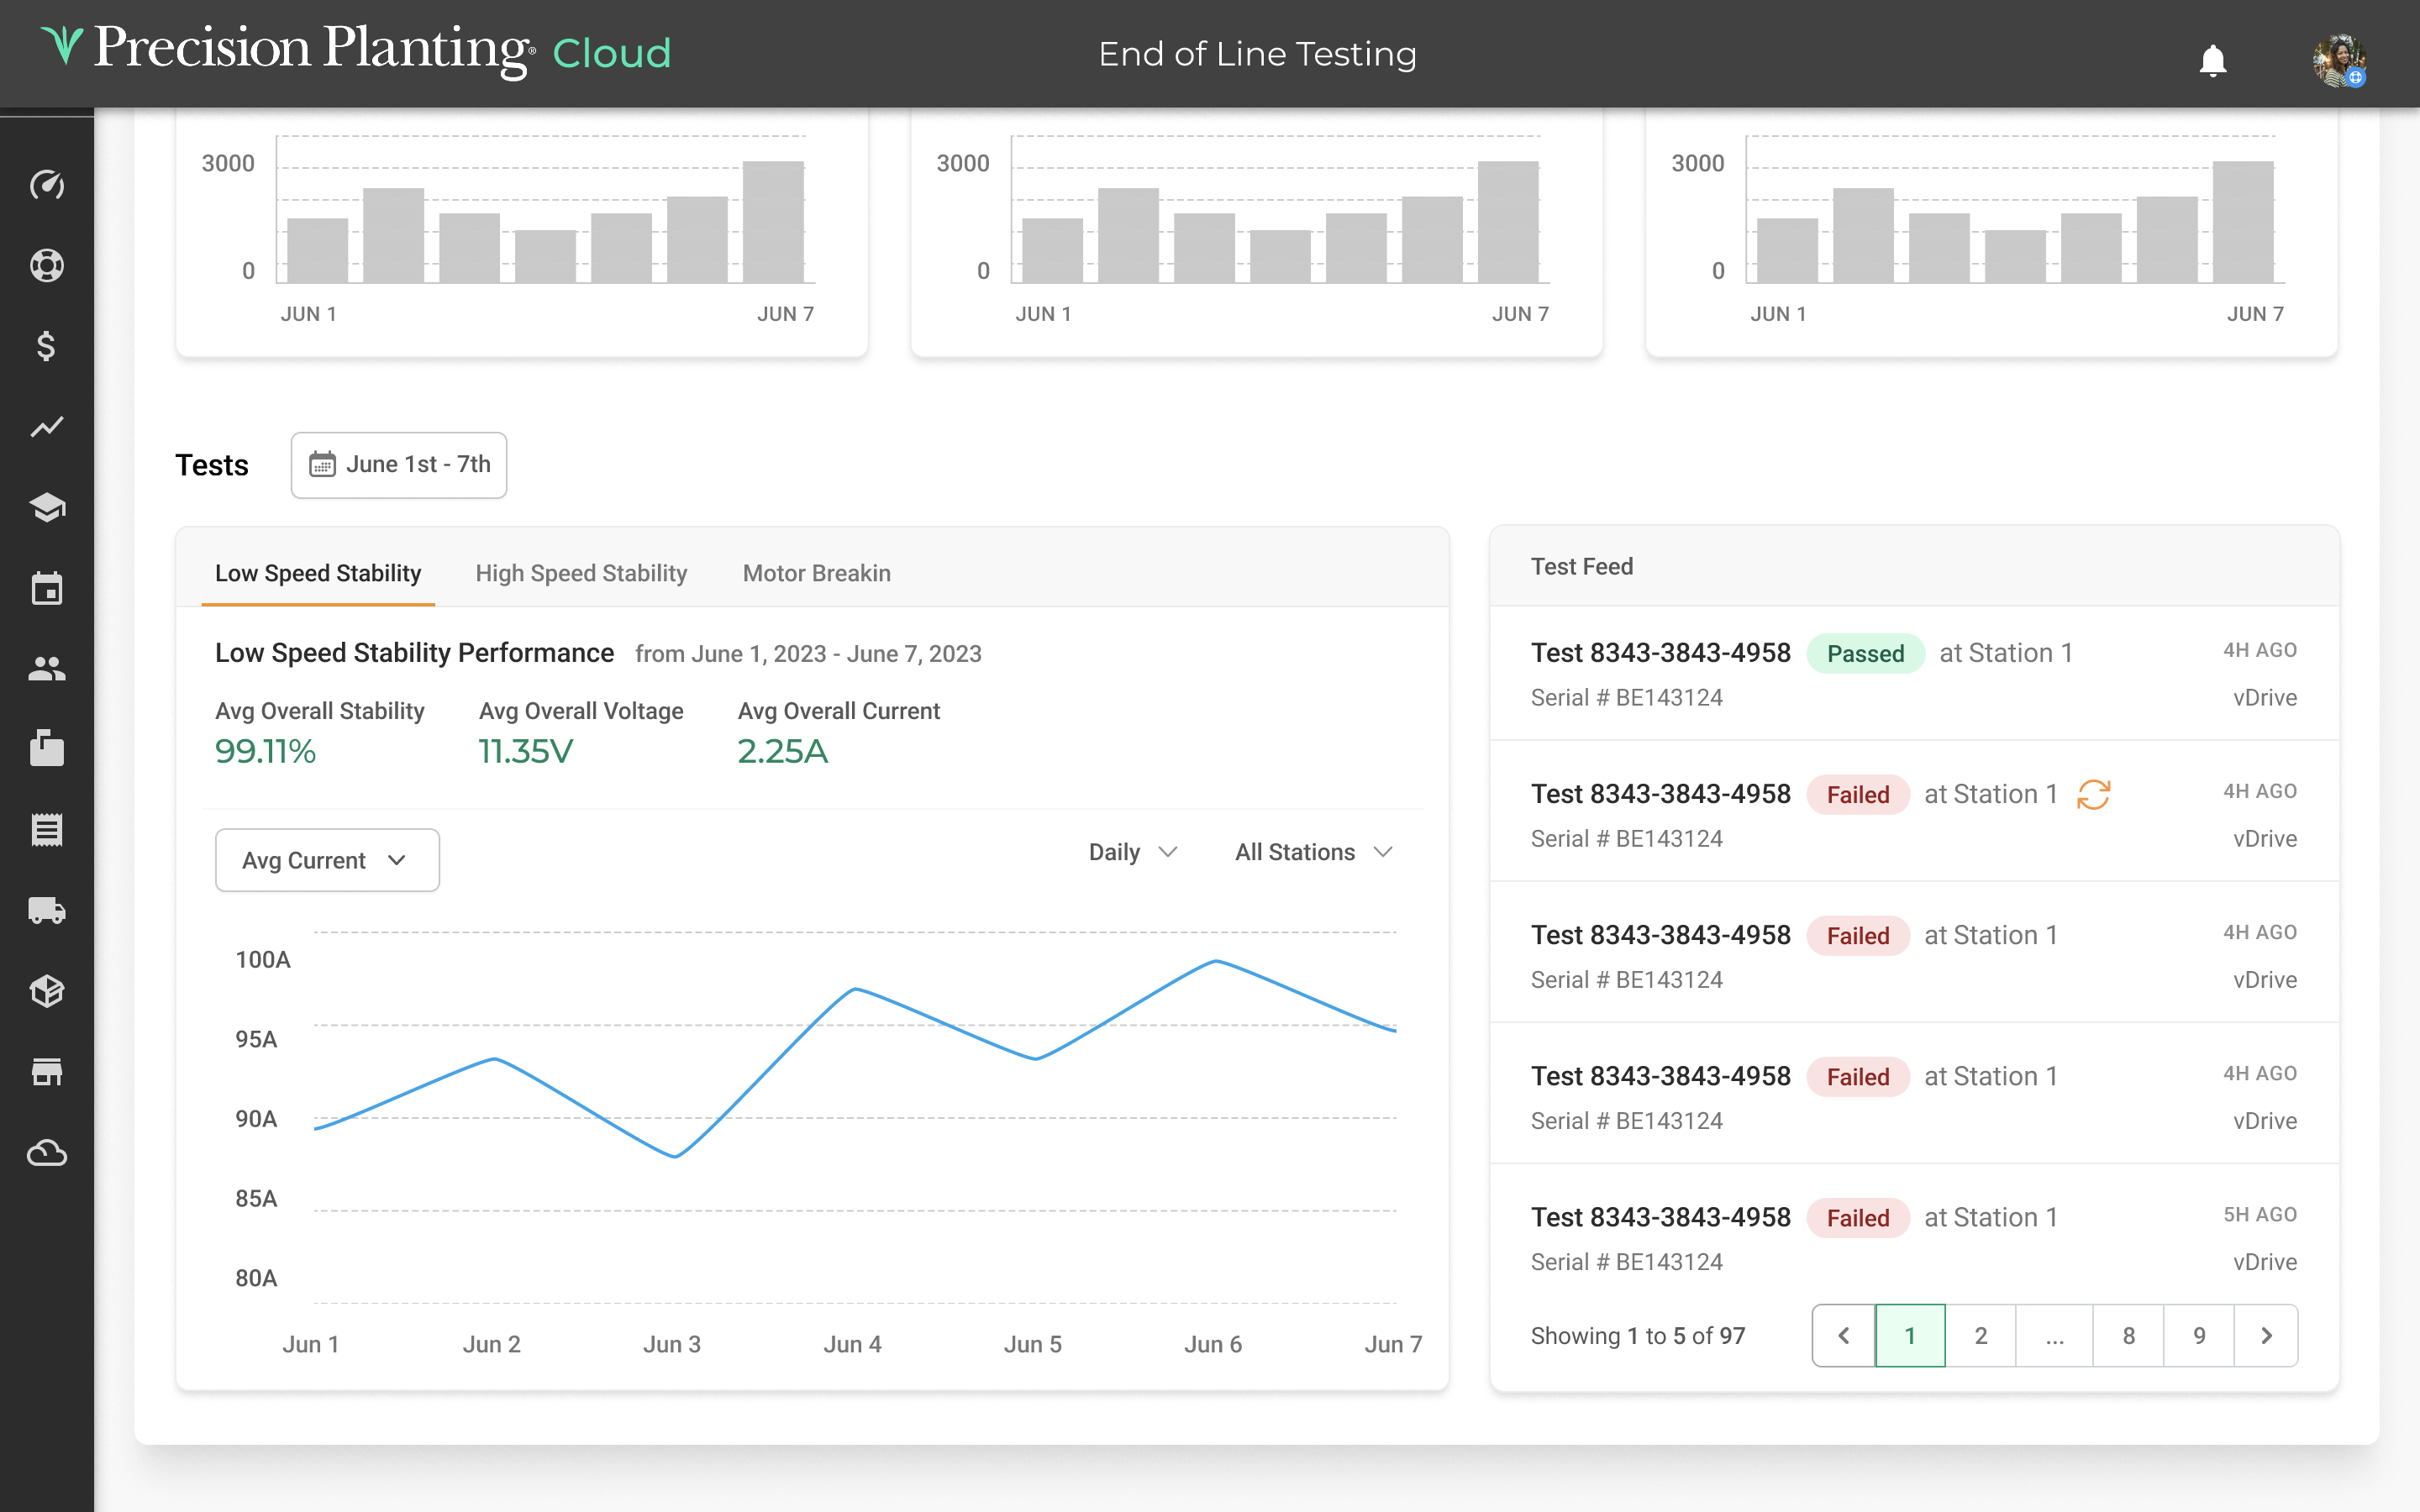 Precision Planting® Cloud
End of Line Testing
3000
0
JUN 1
JUN 7
3000
0
JUN 1
JUN 7
3000
0
JUN 1
JUN 7
Tests
June 1st - 7th
Low Speed Stability
High Speed Stability
Motor Breakin
Low Speed Stability Performance from June 1, 2023 - June 7, 2023
Avg Overall Stability
99.11%
Avg Overall Voltage
11.35V
Avg Overall Current
2.25A
Avg Current
Daily
All Stations
100A
95A
90A
85A
80A
Jun 1
Jun 2
Jun 3
Jun 4
Jun 5
Jun 6
Jun 7
Test Feed
Test 8343-3843-4958 Passed at Station 1 4H AGO
Serial # BE143124 vDrive
Test 8343-3843-4958 Failed at Station 1 4H AGO
Serial # BE143124 vDrive
Test 8343-3843-4958 Failed at Station 1 4H AGO
Serial # BE143124 vDrive
Test 8343-3843-4958 Failed at Station 1 4H AGO
Serial # BE143124 vDrive
Test 8343-3843-4958 Failed at Station 1 5H AGO
Serial # BE143124 vDrive
Showing 1 to 5 of 97
1 2 ... 8 9